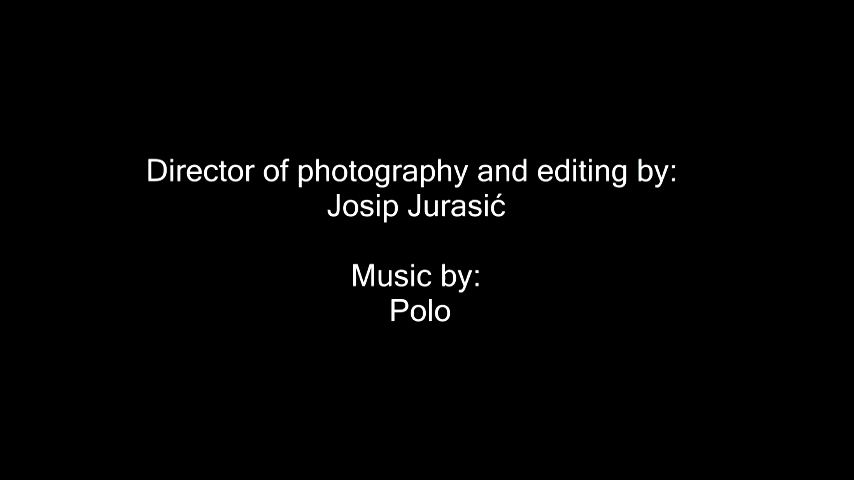 Director of photography and editing by:
Josip Jurasić
Music by:
Polo